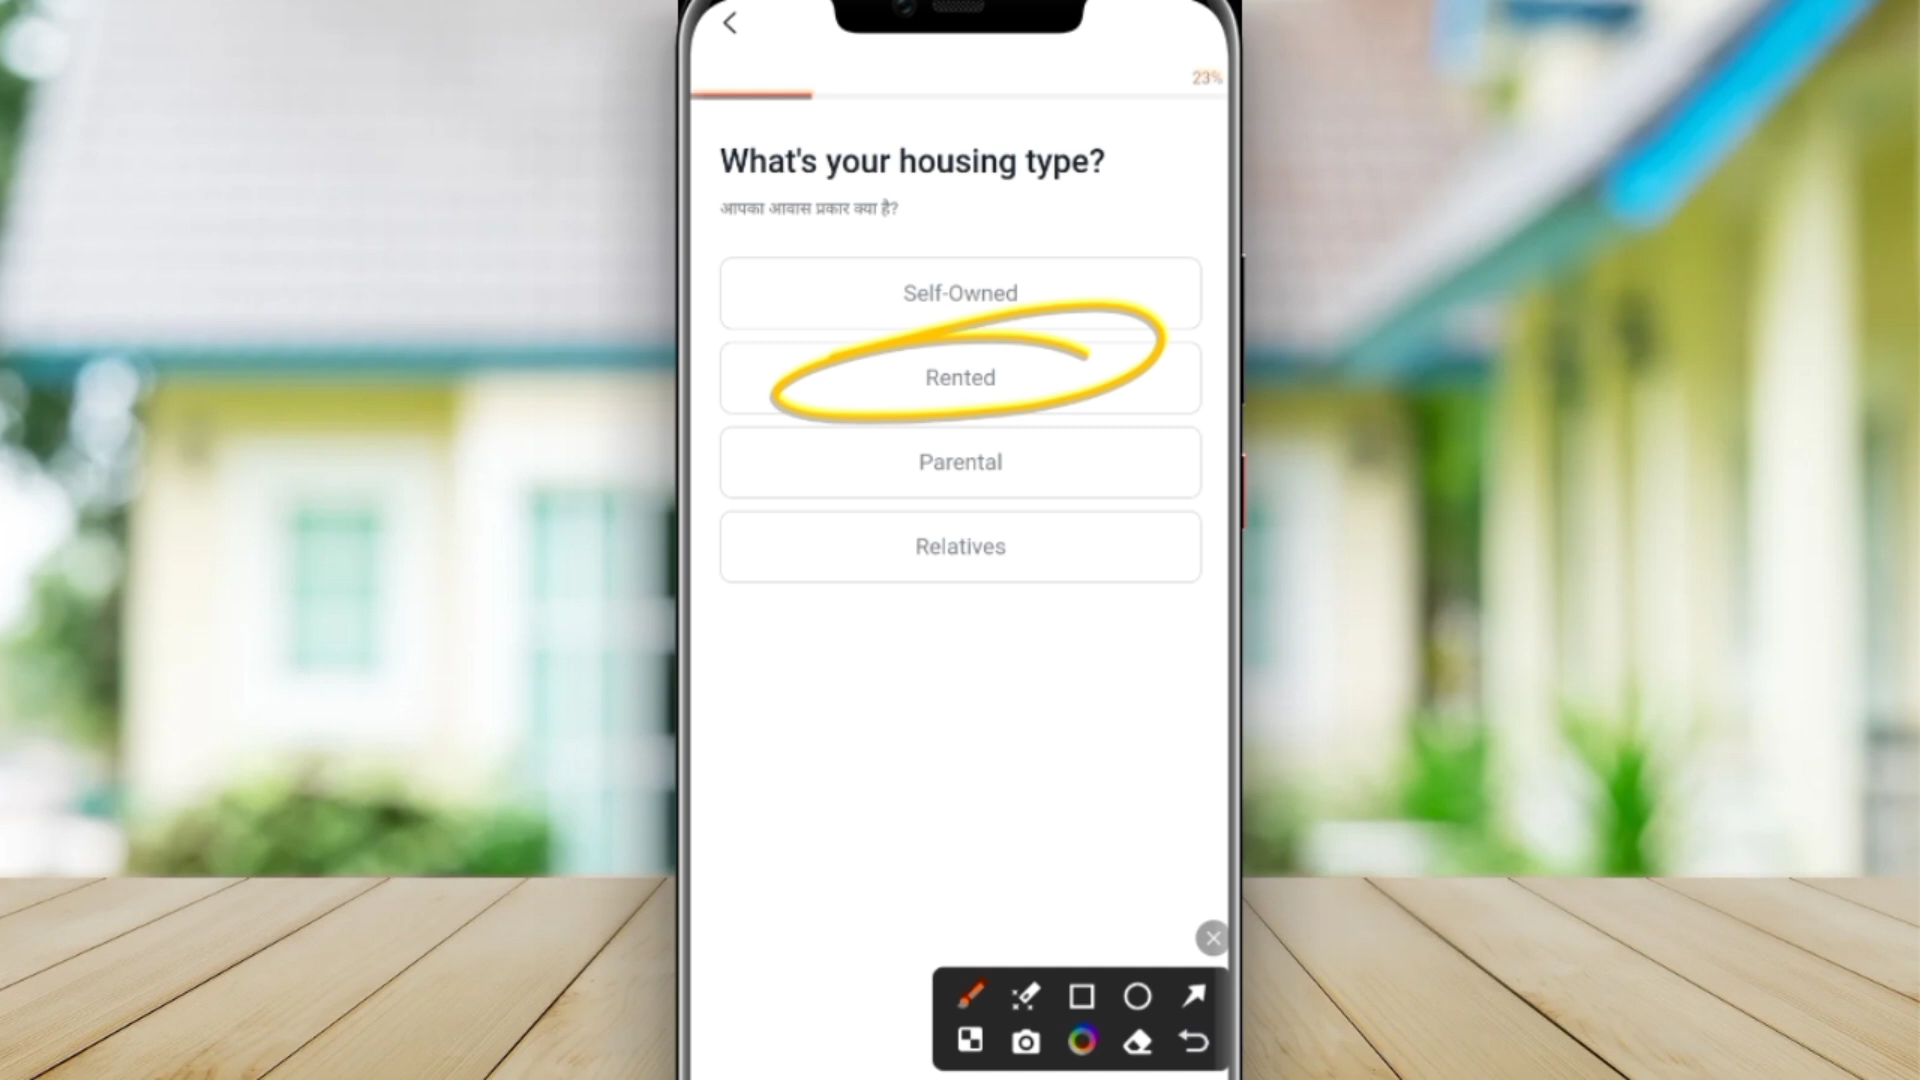 23%
What's your housing type?
आपका आवास प्रकार क्या है?
Self-Owned
Rented
Parental
Relatives